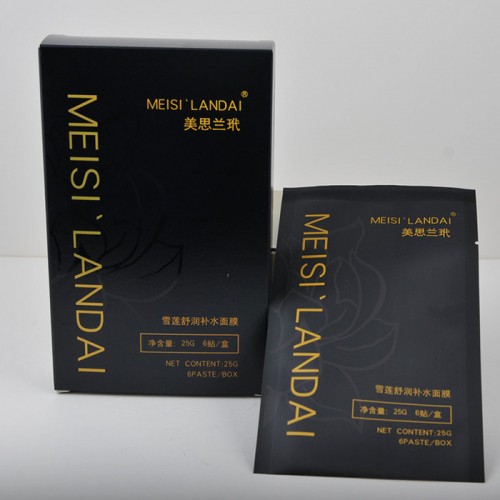 MEISI`LANDAI
MEISI`LANDAI®
美思兰玳
雪莲舒润补水面膜
净含量: 25G 6贴/盒
NET CONTENT:25G
6PASTE/BOX
MEISI`LANDAI
MEISI`LANDAI®
美思兰玳
雪莲舒润补水面膜
净含量: 25G 6贴/盒
NET CONTENT:25G
6PASTE/BOX